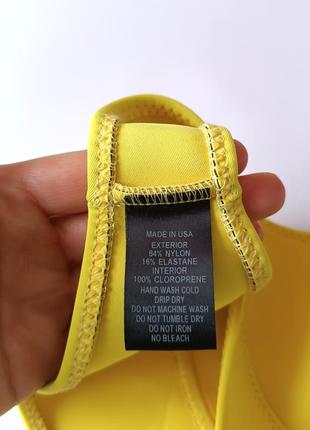 MADE IN USA
EXTERIOR
84% NYLON
16% ELASTANE
INTERIOR
100% CLOROPRENE
HAND WASH COLD
DRIP DRY
DO NOT MACHINE WASH
DO NOT TUMBLE DRY
DO NOT IRON
NO BLEACH